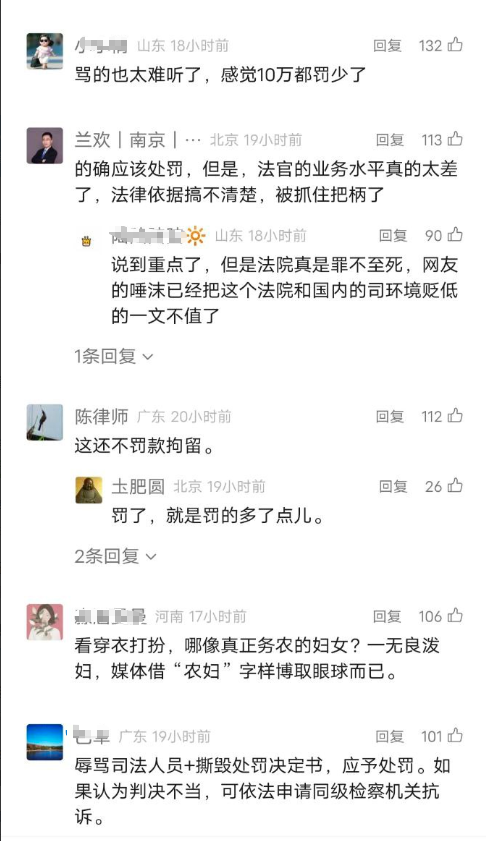 山东 18小时前 回复 132
骂的也太难听了，感觉10万都罚少了
兰欢｜南京｜··· 北京 19小时前 回复 113
的确应该处罚，但是，法官的业务水平真的太差
了，法律依据搞不清楚，被抓住把柄了
山东 18小时前 回复 90
说到重点了，但是法院真是罪不至死，网友
的唾沫已经把这个法院和国内的司环境贬低
的一文不值了
1条回复
陈律师 广东 20小时前 回复 112
这还不罚款拘留。
圡肥圆 北京 19小时前 回复 26
罚了，就是罚的多了点儿。
2条回复
河南 17小时前 回复 106
看穿衣打扮，哪像真正务农的妇女？一无良泼
妇，媒体借“农妇”字样博取眼球而已。
广东 19小时前 回复 101
辱骂司法人员+撕毁处罚决定书，应予处罚。如
果认为判决不当，可依法申请同级检察机关抗
诉。